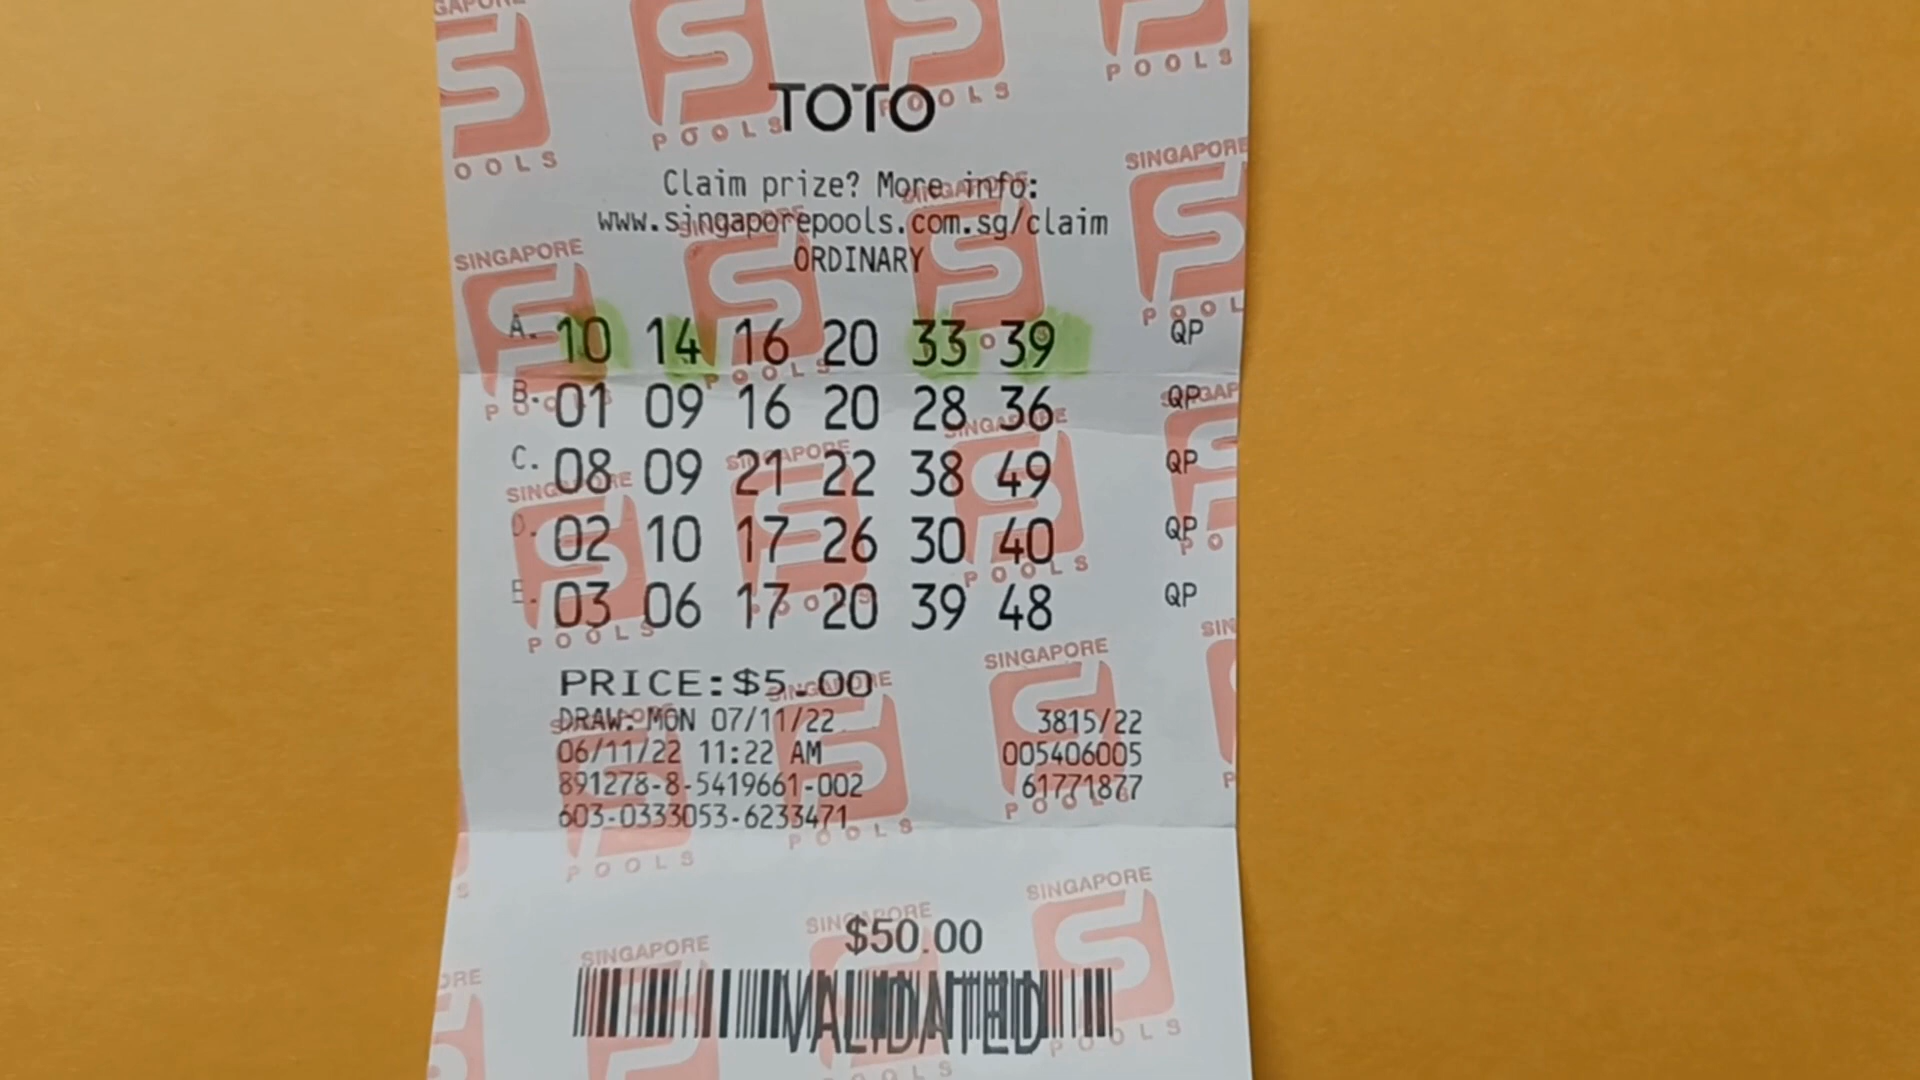 TOTO
Claim prize? More info:
www.singaporepools.com.sg/claim
ORDINARY
A. 10 14 16 20 33 39 QP
B. 01 09 16 20 28 36 QP
C. 08 09 21 22 38 49 QP
D. 02 10 17 26 30 40 QP
E. 03 06 17 20 39 48 QP
PRICE:$5.00
DRAW: MON 07/11/22 3815/22
06/11/22 11:22 AM 005406005
891278-8-5419661-002 61771877
603-0333053-6233471
$50.00
VALIDATED
SINGAPORE POOLS